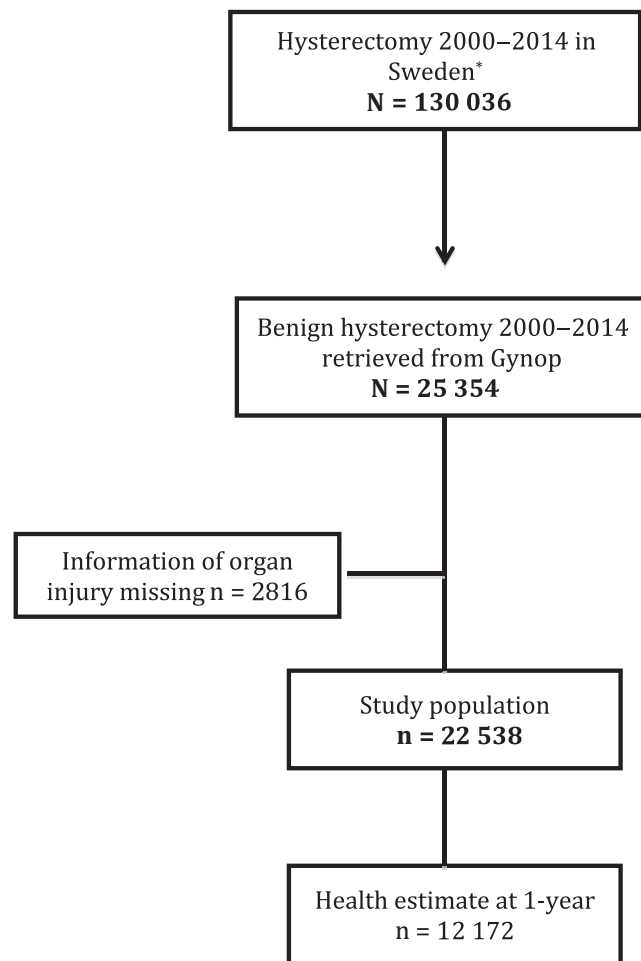 Hysterectomy 2000–2014 in
Sweden*
N = 130 036
Benign hysterectomy 2000–2014
retrieved from Gynop
N = 25 354
Information of organ
injury missing n = 2816
Study population
n = 22 538
Health estimate at 1-year
n = 12 172